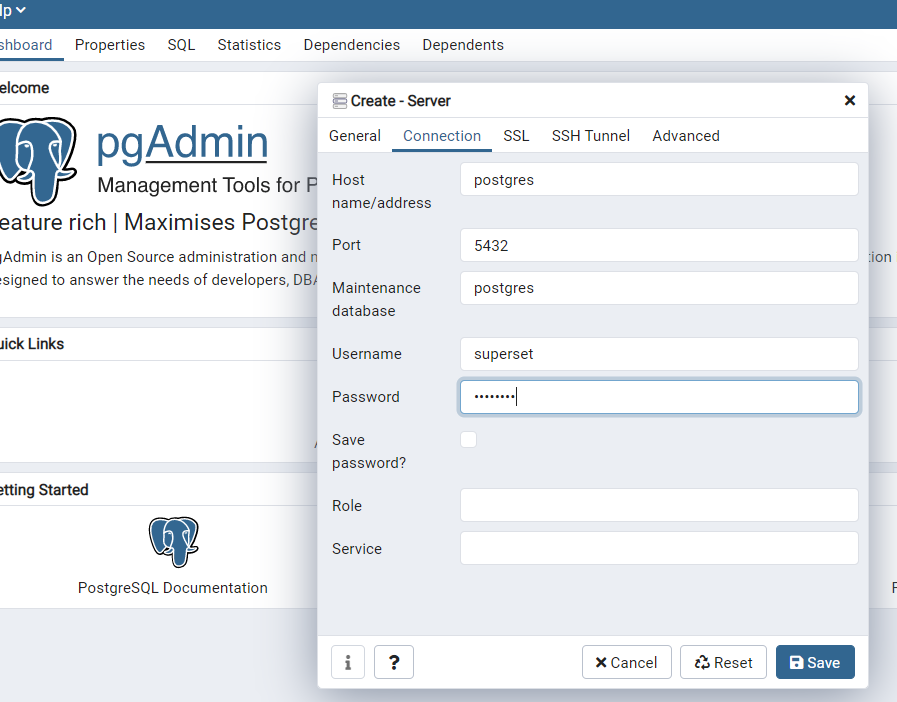 lp
shboard Properties SQL Statistics Dependencies Dependents
elcome
pgAdmin
Management Tools for P
eature rich | Maximises Postgre
gAdmin is an Open Source administration and m
tion
esigned to answer the needs of developers, DBA
uick Links
etting Started
PostgreSQL Documentation
Create - Server
General Connection SSL SSH Tunnel Advanced
Host name/address
postgres
Port
5432
Maintenance database
postgres
Username
superset
Password
••••••••
Save password?
Role
Service
i
?
Cancel
Reset
Save